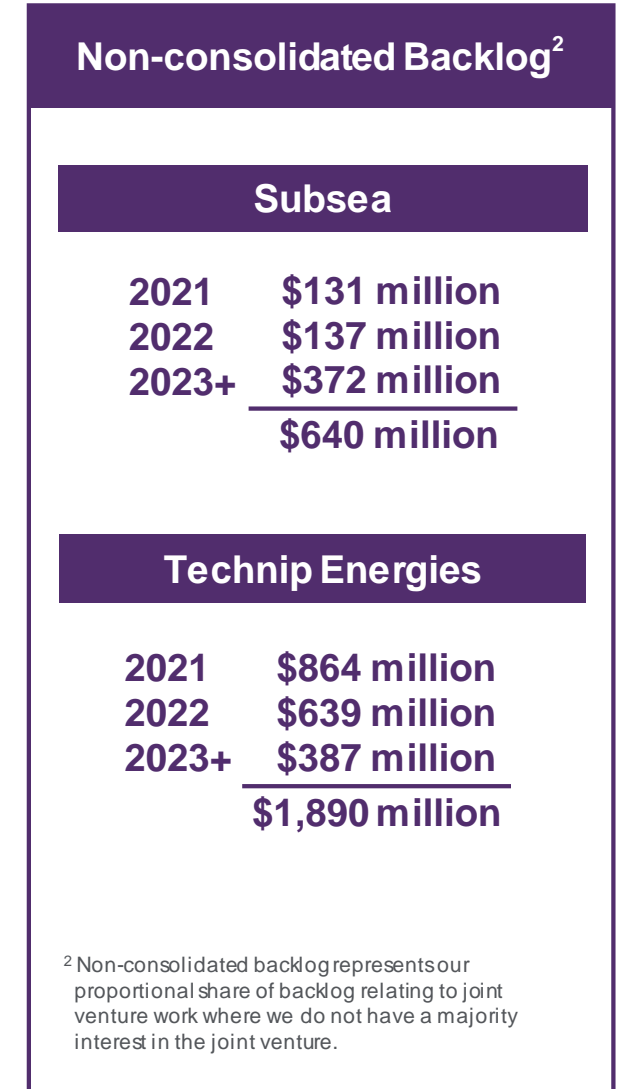 Non-consolidated Backlog²
Subsea
2021 $131 million
2022 $137 million
2023+ $372 million
$640 million
Technip Energies
2021 $864 million
2022 $639 million
2023+ $387 million
$1,890 million
² Non-consolidated backlog represents our
proportional share of backlog relating to joint
venture work where we do not have a majority
interest in the joint venture.